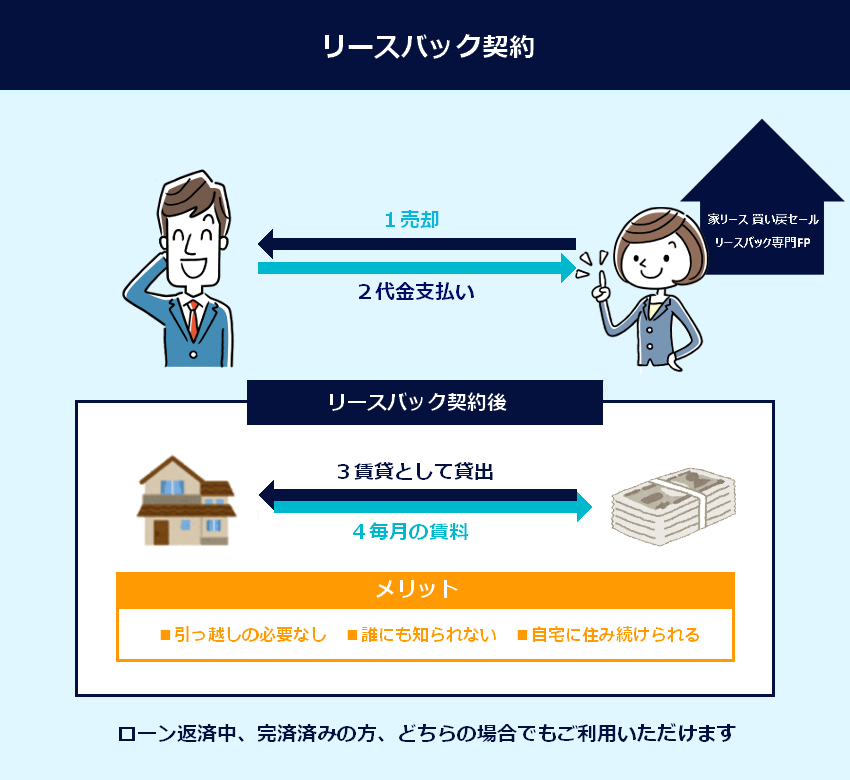 リースバック契約
1売却
2代金支払い
家リース 買い戻セール
リースバック専門FP
リースバック契約後
3賃貸として貸出
4毎月の賃料
メリット
■引っ越しの必要なし ■誰にも知られない ■自宅に住み続けられる
ローン返済中、完済済みの方、どちらの場合でもご利用いただけます